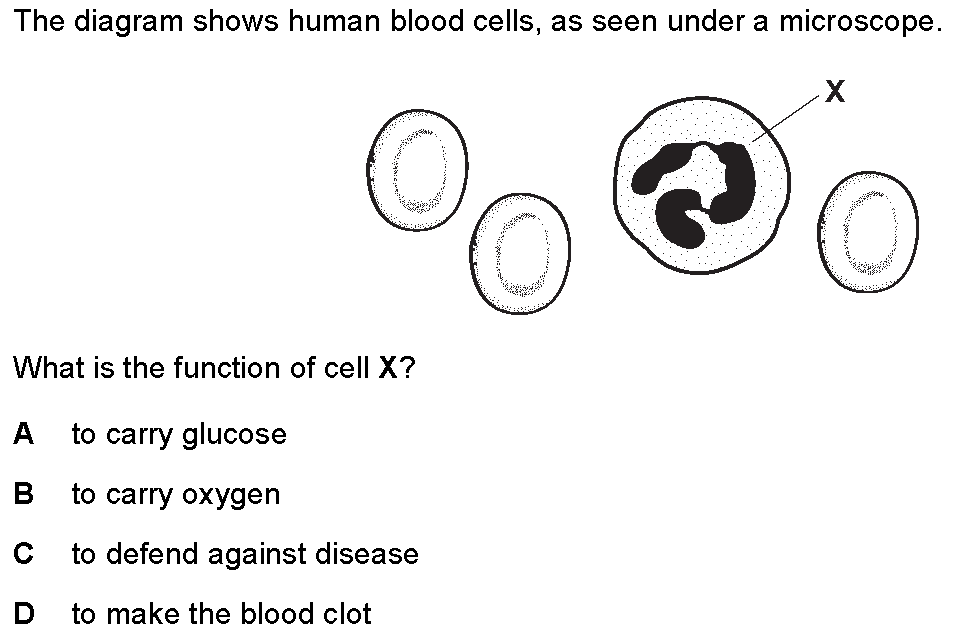 The diagram shows human blood cells, as seen under a microscope.
X
What is the function of cell X?
A to carry glucose
B to carry oxygen
C to defend against disease
D to make the blood clot